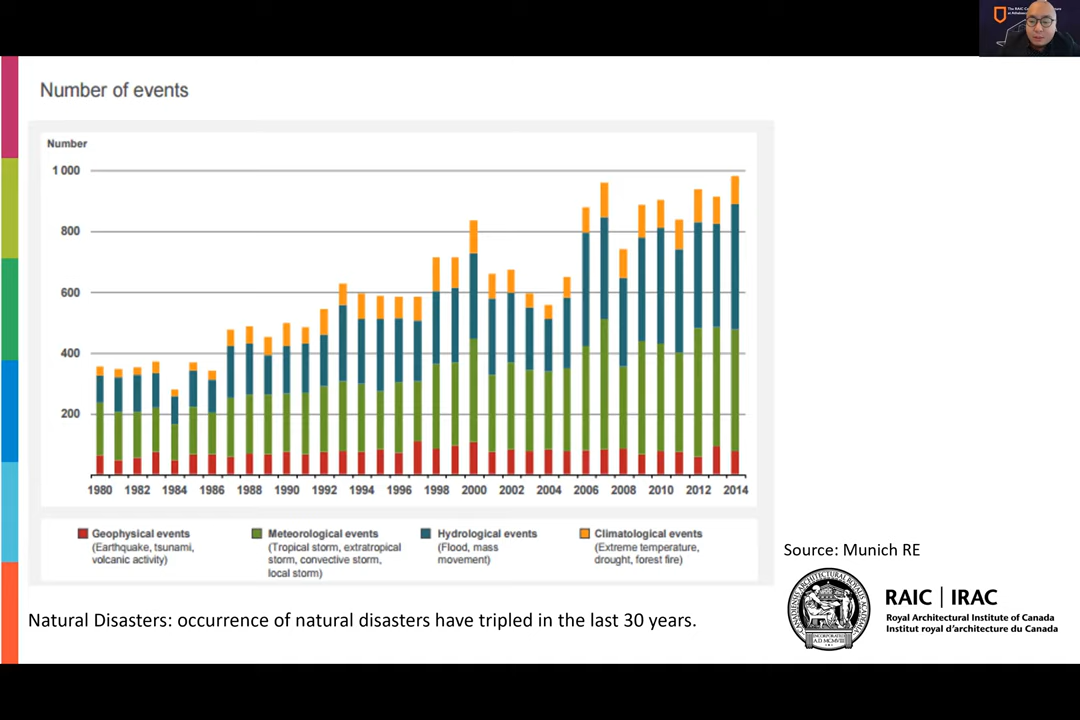 Number of events
Number
1 000
800
600
400
200
1980 1982 1984 1986 1988 1990 1992 1994 1996 1998 2000 2002 2004 2006 2008 2010 2012 2014
Geophysical events
(Earthquake, tsunami,
volcanic activity)
Meteorological events
(Tropical storm, extratropical
storm, convective storm,
local storm)
Hydrological events
(Flood, mass
movement)
Climatological events
(Extreme temperature,
drought, forest fire)
Source: Munich RE
RAIC | IRAC
Royal Architectural Institute of Canada
Institut royal d'architecture du Canada
Natural Disasters: occurrence of natural disasters have tripled in the last 30 years.